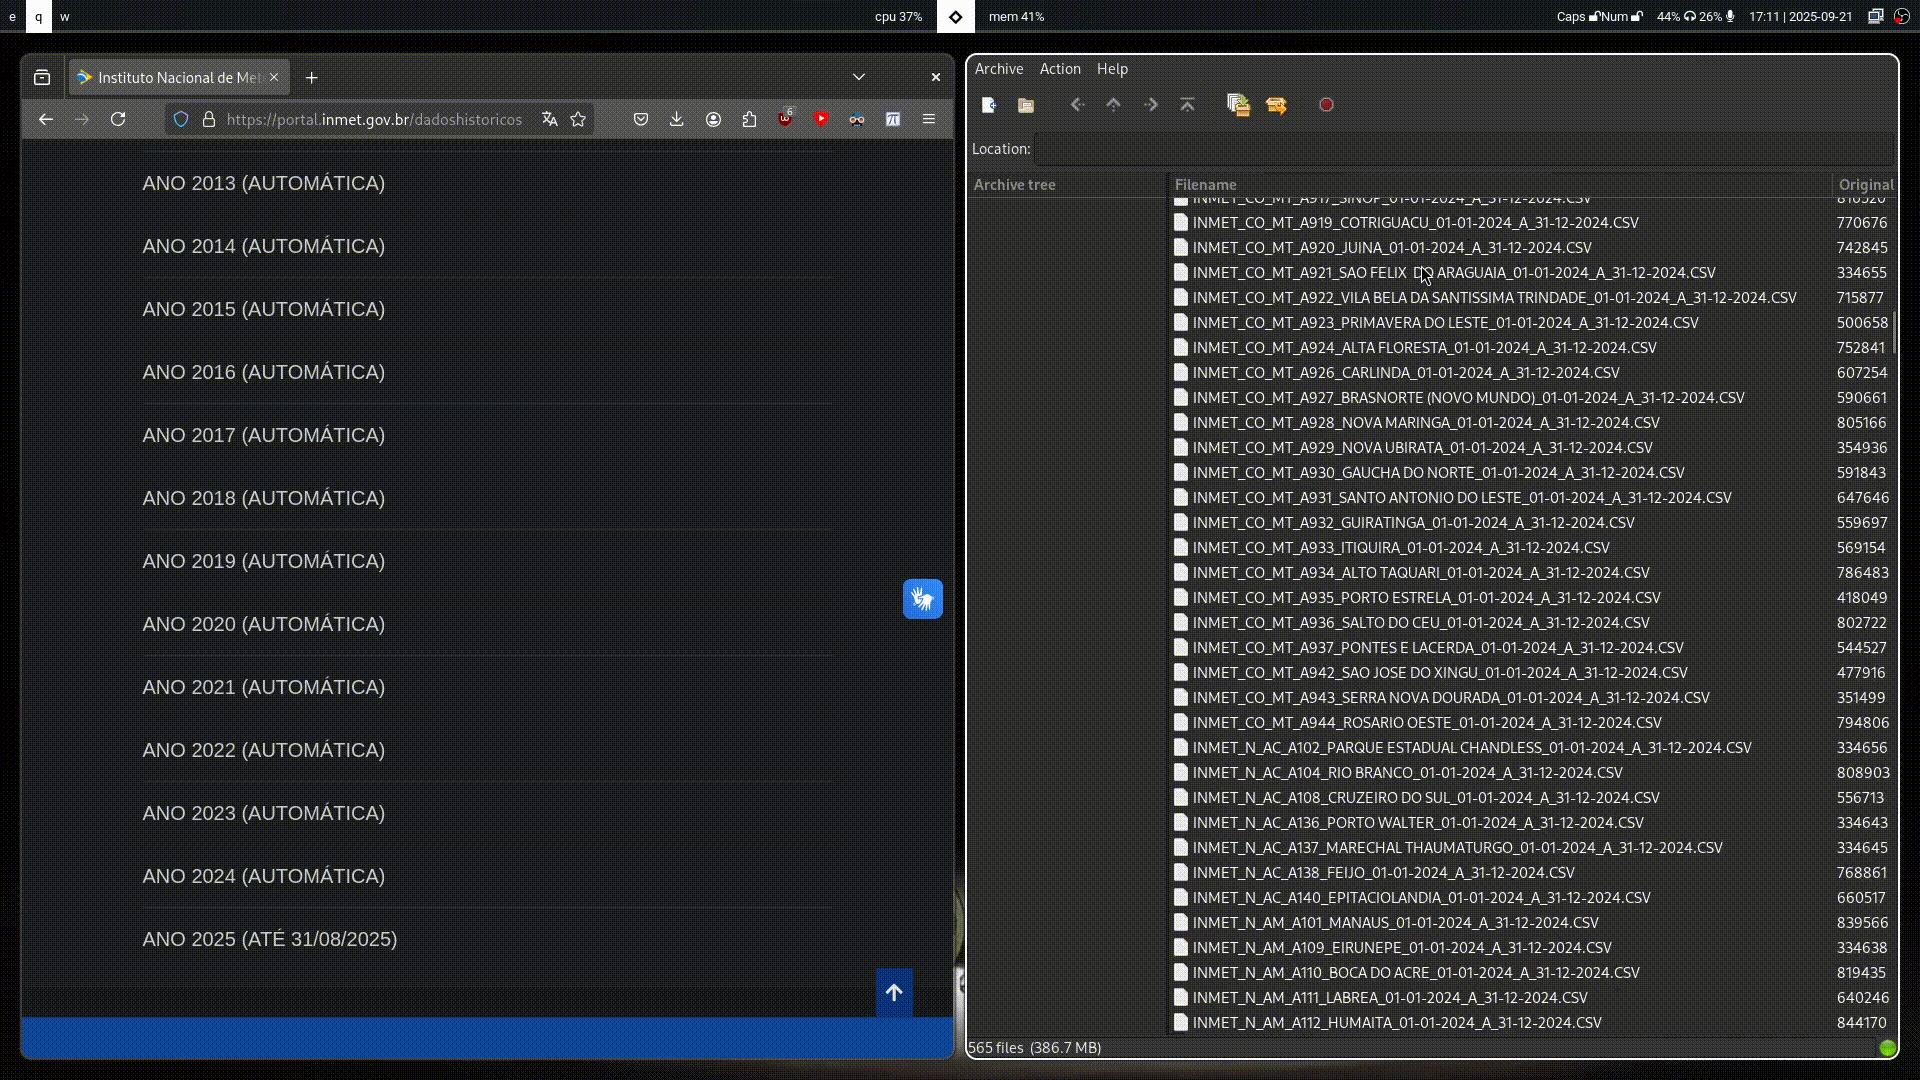 e q w
cpu 37%
mem 41%
Caps Num 44% 26% 17:11 | 2025-09-21
Instituto Nacional de Met
https://portal.inmet.gov.br/dadoshistoricos
6
ANO 2013 (AUTOMÁTICA)
ANO 2014 (AUTOMÁTICA)
ANO 2015 (AUTOMÁTICA)
ANO 2016 (AUTOMÁTICA)
ANO 2017 (AUTOMÁTICA)
ANO 2018 (AUTOMÁTICA)
ANO 2019 (AUTOMÁTICA)
ANO 2020 (AUTOMÁTICA)
ANO 2021 (AUTOMÁTICA)
ANO 2022 (AUTOMÁTICA)
ANO 2023 (AUTOMÁTICA)
ANO 2024 (AUTOMÁTICA)
ANO 2025 (ATÉ 31/08/2025)
Archive Action Help
Location:
Archive tree
Filename Original
INMET_CO_MT_A917_SINOP_01-01-2024_A_31-12-2024.CSV
INMET_CO_MT_A919_COTRIGUACU_01-01-2024_A_31-12-2024.CSV 770676
INMET_CO_MT_A920_JUINA_01-01-2024_A_31-12-2024.CSV 742845
INMET_CO_MT_A921_SAO FELIX DO ARAGUAIA_01-01-2024_A_31-12-2024.CSV 334655
INMET_CO_MT_A922_VILA BELA DA SANTISSIMA TRINDADE_01-01-2024_A_31-12-2024.CSV 715877
INMET_CO_MT_A923_PRIMAVERA DO LESTE_01-01-2024_A_31-12-2024.CSV 500658
INMET_CO_MT_A924_ALTA FLORESTA_01-01-2024_A_31-12-2024.CSV 752841
INMET_CO_MT_A926_CARLINDA_01-01-2024_A_31-12-2024.CSV 607254
INMET_CO_MT_A927_BRASNORTE (NOVO MUNDO)_01-01-2024_A_31-12-2024.CSV 590661
INMET_CO_MT_A928_NOVA MARINGA_01-01-2024_A_31-12-2024.CSV 805166
INMET_CO_MT_A929_NOVA UBIRATA_01-01-2024_A_31-12-2024.CSV 354936
INMET_CO_MT_A930_GAUCHA DO NORTE_01-01-2024_A_31-12-2024.CSV 591843
INMET_CO_MT_A931_SANTO ANTONIO DO LESTE_01-01-2024_A_31-12-2024.CSV 647646
INMET_CO_MT_A932_GUIRATINGA_01-01-2024_A_31-12-2024.CSV 559697
INMET_CO_MT_A933_ITIQUIRA_01-01-2024_A_31-12-2024.CSV 569154
INMET_CO_MT_A934_ALTO TAQUARI_01-01-2024_A_31-12-2024.CSV 786483
INMET_CO_MT_A935_PORTO ESTRELA_01-01-2024_A_31-12-2024.CSV 418049
INMET_CO_MT_A936_SALTO DO CEU_01-01-2024_A_31-12-2024.CSV 802722
INMET_CO_MT_A937_PONTES E LACERDA_01-01-2024_A_31-12-2024.CSV 544527
INMET_CO_MT_A942_SAO JOSE DO XINGU_01-01-2024_A_31-12-2024.CSV 477916
INMET_CO_MT_A943_SERRA NOVA DOURADA_01-01-2024_A_31-12-2024.CSV 351499
INMET_CO_MT_A944_ROSARIO OESTE_01-01-2024_A_31-12-2024.CSV 794806
INMET_N_AC_A102_PARQUE ESTADUAL CHANDLESS_01-01-2024_A_31-12-2024.CSV 334656
INMET_N_AC_A104_RIO BRANCO_01-01-2024_A_31-12-2024.CSV 808903
INMET_N_AC_A108_CRUZEIRO DO SUL_01-01-2024_A_31-12-2024.CSV 556713
INMET_N_AC_A136_PORTO WALTER_01-01-2024_A_31-12-2024.CSV 334643
INMET_N_AC_A137_MARECHAL THAUMATURGO_01-01-2024_A_31-12-2024.CSV 334645
INMET_N_AC_A138_FEIJO_01-01-2024_A_31-12-2024.CSV 768861
INMET_N_AC_A140_EPITACIOLANDIA_01-01-2024_A_31-12-2024.CSV 660517
INMET_N_AM_A101_MANAUS_01-01-2024_A_31-12-2024.CSV 839566
INMET_N_AM_A109_EIRUNEPE_01-01-2024_A_31-12-2024.CSV 334638
INMET_N_AM_A110_BOCA DO ACRE_01-01-2024_A_31-12-2024.CSV 819435
INMET_N_AM_A111_LABREA_01-01-2024_A_31-12-2024.CSV 640246
INMET_N_AM_A112_HUMAITA_01-01-2024_A_31-12-2024.CSV 844170
565 files (386.7 MB)